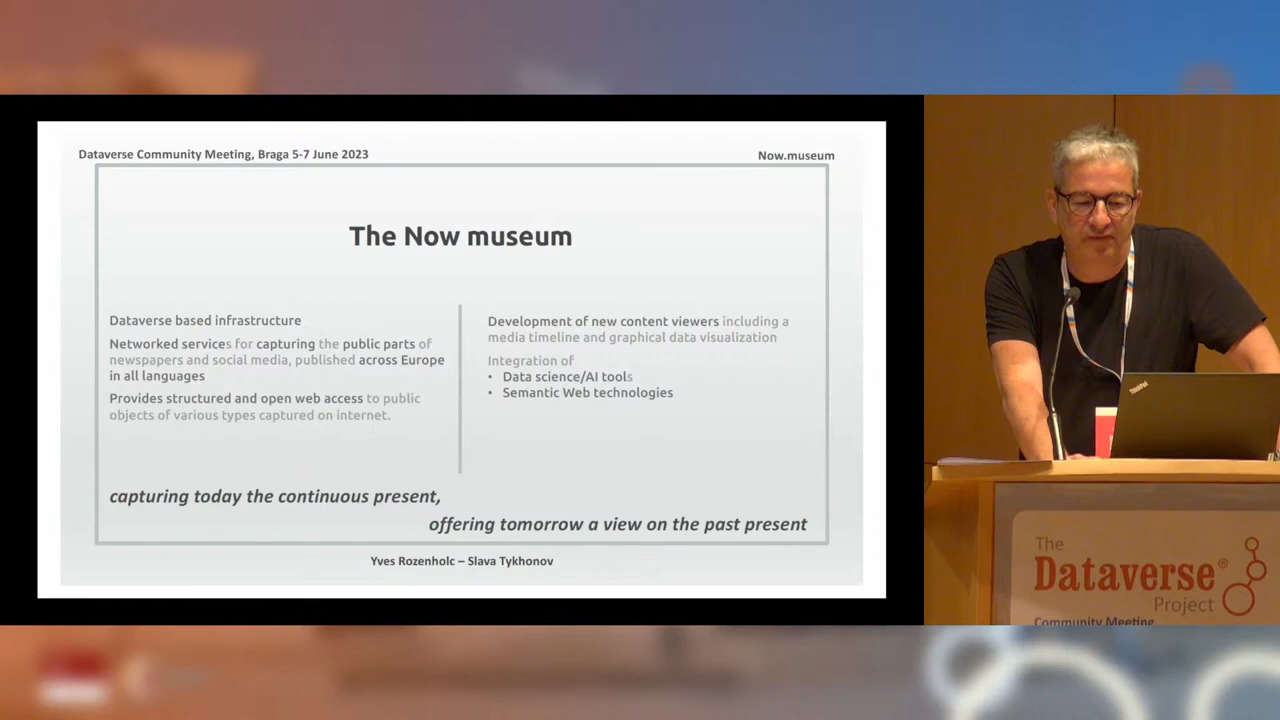 Dataverse Community Meeting, Braga 5-7 June 2023
Now.museum
The Now museum
Dataverse based infrastructure
Networked services for capturing the public parts of
newspapers and social media, published across Europe
in all languages
Provides structured and open web access to public
objects of various types captured on internet.
Development of new content viewers including a
media timeline and graphical data visualization
Integration of
• Data science/AI tools
• Semantic Web technologies
capturing today the continuous present,
offering tomorrow a view on the past present
Yves Rozenholc – Slava Tykhonov
ThinkPad
The
Dataverse®
Project
Community Meeting